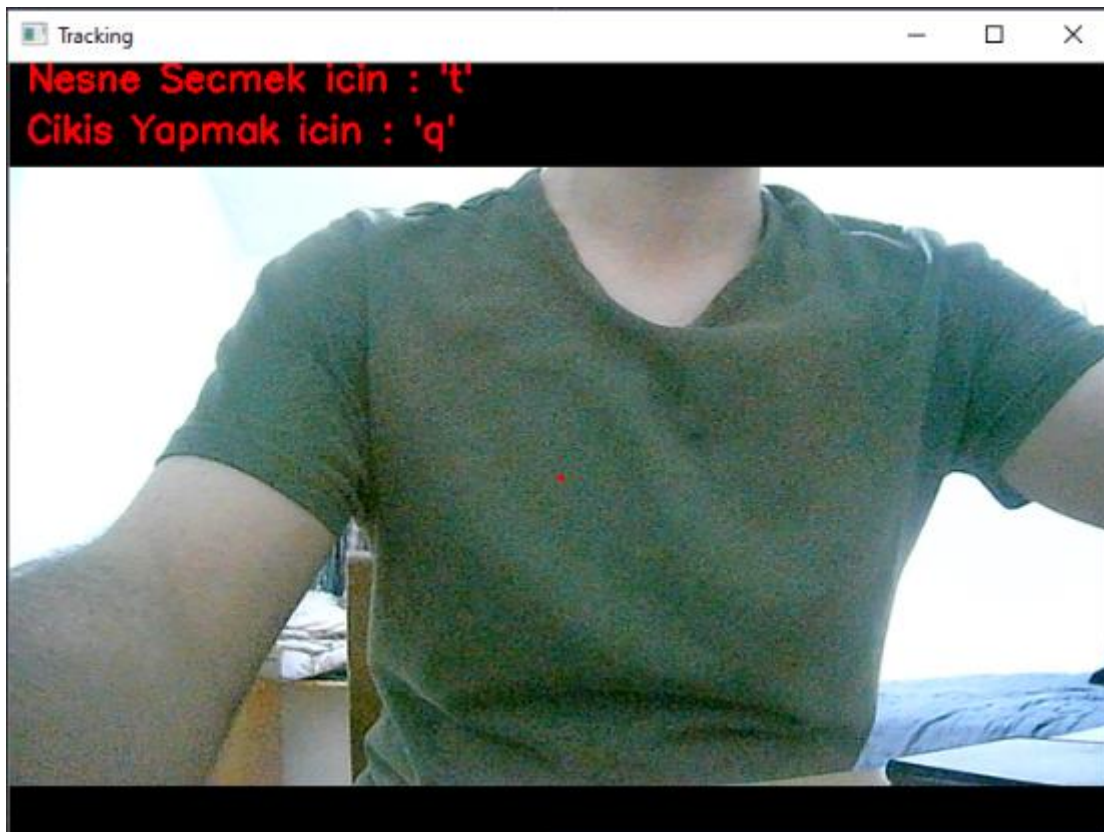 Tracking
Nesne Secmek icin : 't'
Cikis Yapmak icin : 'q'